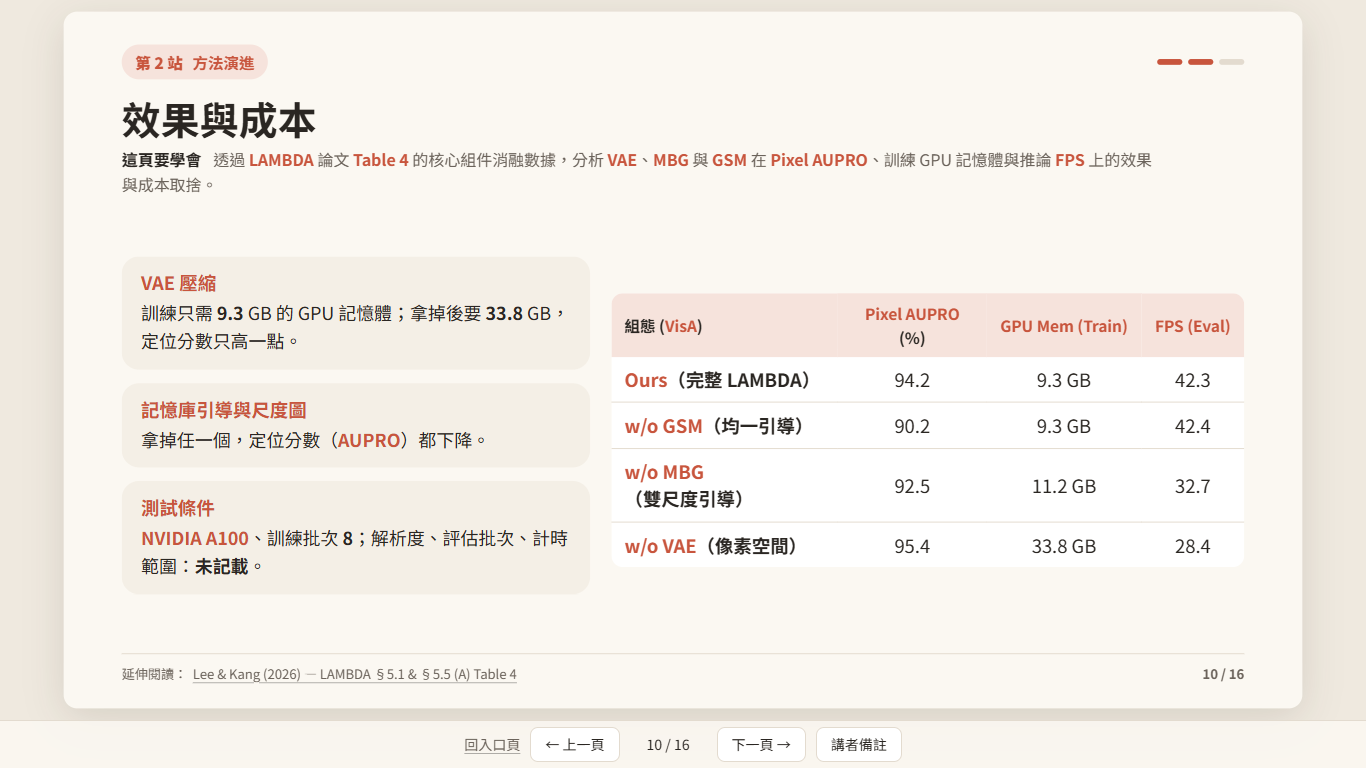 第 2 站 方法演進
效果與成本
這頁要學會 透過 LAMBDA 論文 Table 4 的核心組件消融數據，分析 VAE、MBG 與 GSM 在 Pixel AUPRO、訓練 GPU 記憶體與推論 FPS 上的效果
與成本取捨。
VAE 壓縮
訓練只需 9.3 GB 的 GPU 記憶體；拿掉後要 33.8 GB，
定位分數只高一點。
記憶庫引導與尺度圖
拿掉任一個，定位分數（AUPRO）都下降。
測試條件
NVIDIA A100、訓練批次 8；解析度、評估批次、計時
範圍：未記載。
組態 (VisA) Pixel AUPRO (%) GPU Mem (Train) FPS (Eval)
Ours（完整 LAMBDA） 94.2 9.3 GB 42.3
w/o GSM（均一引導） 90.2 9.3 GB 42.4
w/o MBG （雙尺度引導） 92.5 11.2 GB 32.7
w/o VAE（像素空間） 95.4 33.8 GB 28.4
延伸閱讀： Lee & Kang (2026) — LAMBDA §5.1 & §5.5 (A) Table 4
10 / 16
回入口頁 ← 上一頁 10 / 16 下一頁 → 講者備註